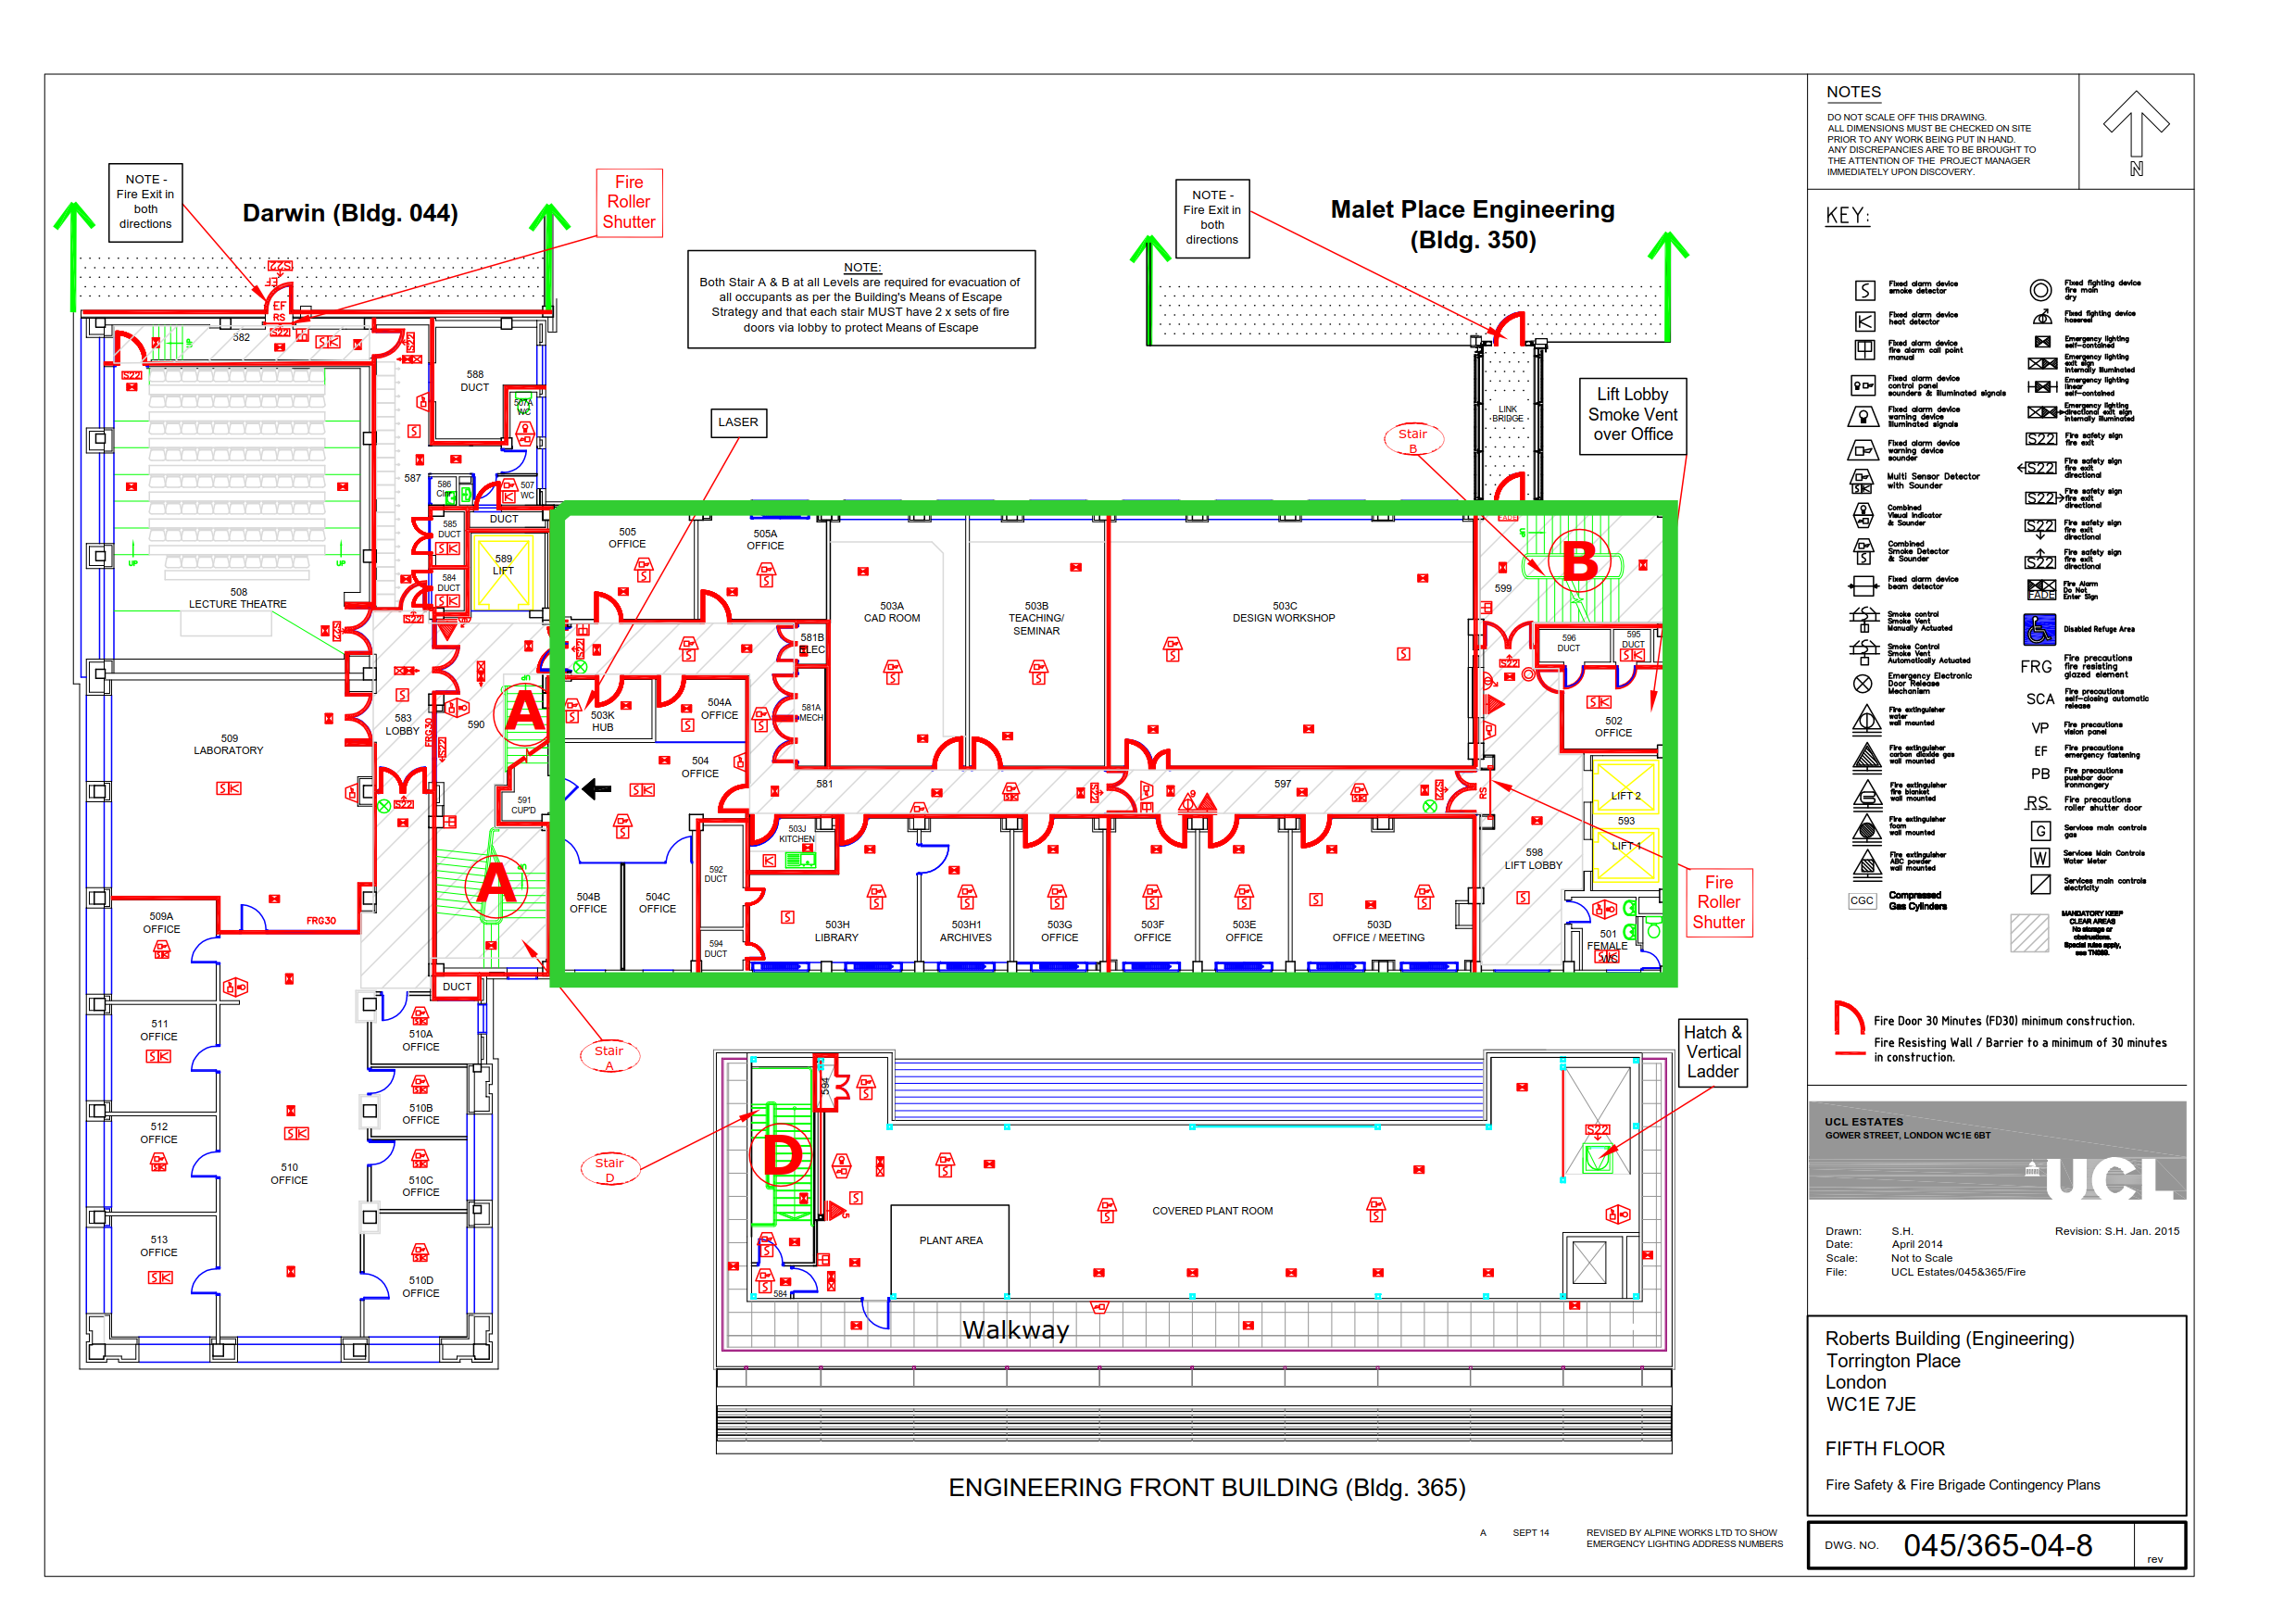 NOTE -
Fire Exit in
both
directions
Darwin (Bldg. 044)
Fire
Roller
Shutter
NOTE:
Both Stair A & B at all Levels are required for evacuation of
all occupants as per the Building's Means of Escape
Strategy and that each stair MUST have 2 x sets of fire
doors via lobby to protect Means of Escape
NOTE -
Fire Exit in
both
directions
Malet Place Engineering
(Bldg. 350)
Lift Lobby
Smoke Vent
over Office
LINK
BRIDGE
Stair
B
LASER
S22
EF
EF
RS
S22
582
588
DUCT
507A
WC
587
586
507
WC
DUCT
585
DUCT
584
DUCT
589
LIFT
UP
UP
508
LECTURE THEATRE
505
OFFICE
505A
OFFICE
503A
CAD ROOM
503B
TEACHING/
SEMINAR
503C
DESIGN WORKSHOP
B
599
596
DUCT
595
DUCT
502
OFFICE
581B
ELEC
581A
MECH
503K
HUB
504A
OFFICE
504
OFFICE
583
LOBBY
FRG30
590
A
509
LABORATORY
591
CUP'D
581
597
RS
LIFT 2
593
LIFT 1
598
LIFT LOBBY
503J
KITCHEN
592
DUCT
594
DUCT
A
504B
OFFICE
504C
OFFICE
503H
LIBRARY
503H1
ARCHIVES
503G
OFFICE
503F
OFFICE
503E
OFFICE
503D
OFFICE / MEETING
501
FEMALE
Fire
Roller
Shutter
509A
OFFICE
FRG30
DUCT
511
OFFICE
510A
OFFICE
512
OFFICE
510B
OFFICE
510
OFFICE
510C
OFFICE
513
OFFICE
510D
OFFICE
Stair
A
Stair
D
594
D
S22
COVERED PLANT ROOM
PLANT AREA
584
Walkway
Hatch &
Vertical
Ladder
ENGINEERING FRONT BUILDING (Bldg. 365)
A SEPT 14 REVISED BY ALPINE WORKS LTD TO SHOW
EMERGENCY LIGHTING ADDRESS NUMBERS
NOTES
DO NOT SCALE OFF THIS DRAWING.
ALL DIMENSIONS MUST BE CHECKED ON SITE
PRIOR TO ANY WORK BEING PUT IN HAND.
ANY DISCREPANCIES ARE TO BE BROUGHT TO
THE ATTENTION OF THE PROJECT MANAGER
IMMEDIATELY UPON DISCOVERY.
N
KEY:
S Fixed alarm device
smoke detector
Fixed alarm device
heat detector
Fixed alarm device
fire alarm call point
manual
Fixed alarm device
control panel
sounders & illuminated signals
Fixed alarm device
warning device
illuminated signals
Fixed alarm device
warning device
sounder
Multi Sensor Detector
with Sounder
Combined
Visual Indicator
& Sounder
Combined
Smoke Detector
& Sounder
Fixed alarm device
beam detector
Smoke control
Smoke Vent
Manually Actuated
Smoke Control
Smoke Vent
Automatically Actuated
Emergency Electronic
Door Release
Mechanism
Fire extinguisher
water
wall mounted
Fire extinguisher
carbon dioxide gas
wall mounted
Fire extinguisher
fire blanket
wall mounted
Fire extinguisher
foam
wall mounted
Fire extinguisher
ABC powder
wall mounted
CGC Compressed
Gas Cylinders
Fixed fighting device
fire main
dry
Fixed fighting device
hosereel
Emergency lighting
self-contained
Emergency lighting
exit sign
internally illuminated
Emergency lighting
linear
self-contained
Emergency lighting
directional exit sign
internally illuminated
S22 Fire safety sign
fire exit
S22 Fire safety sign
fire exit
directional
S22 Fire safety sign
fire exit
directional
S22 Fire safety sign
fire exit
directional
S22 Fire safety sign
fire exit
directional
FADE Fire Alarm
Do Not
Enter Sign
Disabled Refuge Area
FRG Fire precautions
fire resisting
glazed element
SCA Fire precautions
self-closing automatic
release
VP Fire precautions
vision panel
EF Fire precautions
emergency fastening
PB Fire precautions
pushbar door
ironmongery
RS Fire precautions
roller shutter door
G Services main controls
gas
W Services Main Controls
Water Meter
Services main controls
electricity
MANDATORY KEEP
CLEAR AREAS
No storage or
obstructions.
Special rules apply,
see TN086.
Fire Door 30 Minutes (FD30) minimum construction.
Fire Resisting Wall / Barrier to a minimum of 30 minutes
in construction.
UCL ESTATES
GOWER STREET, LONDON WC1E 6BT
UCL
Drawn: S.H. Revision: S.H. Jan. 2015
Date: April 2014
Scale: Not to Scale
File: UCL Estates/045&365/Fire
Roberts Building (Engineering)
Torrington Place
London
WC1E 7JE
FIFTH FLOOR
Fire Safety & Fire Brigade Contingency Plans
DWG. NO. 045/365-04-8 rev